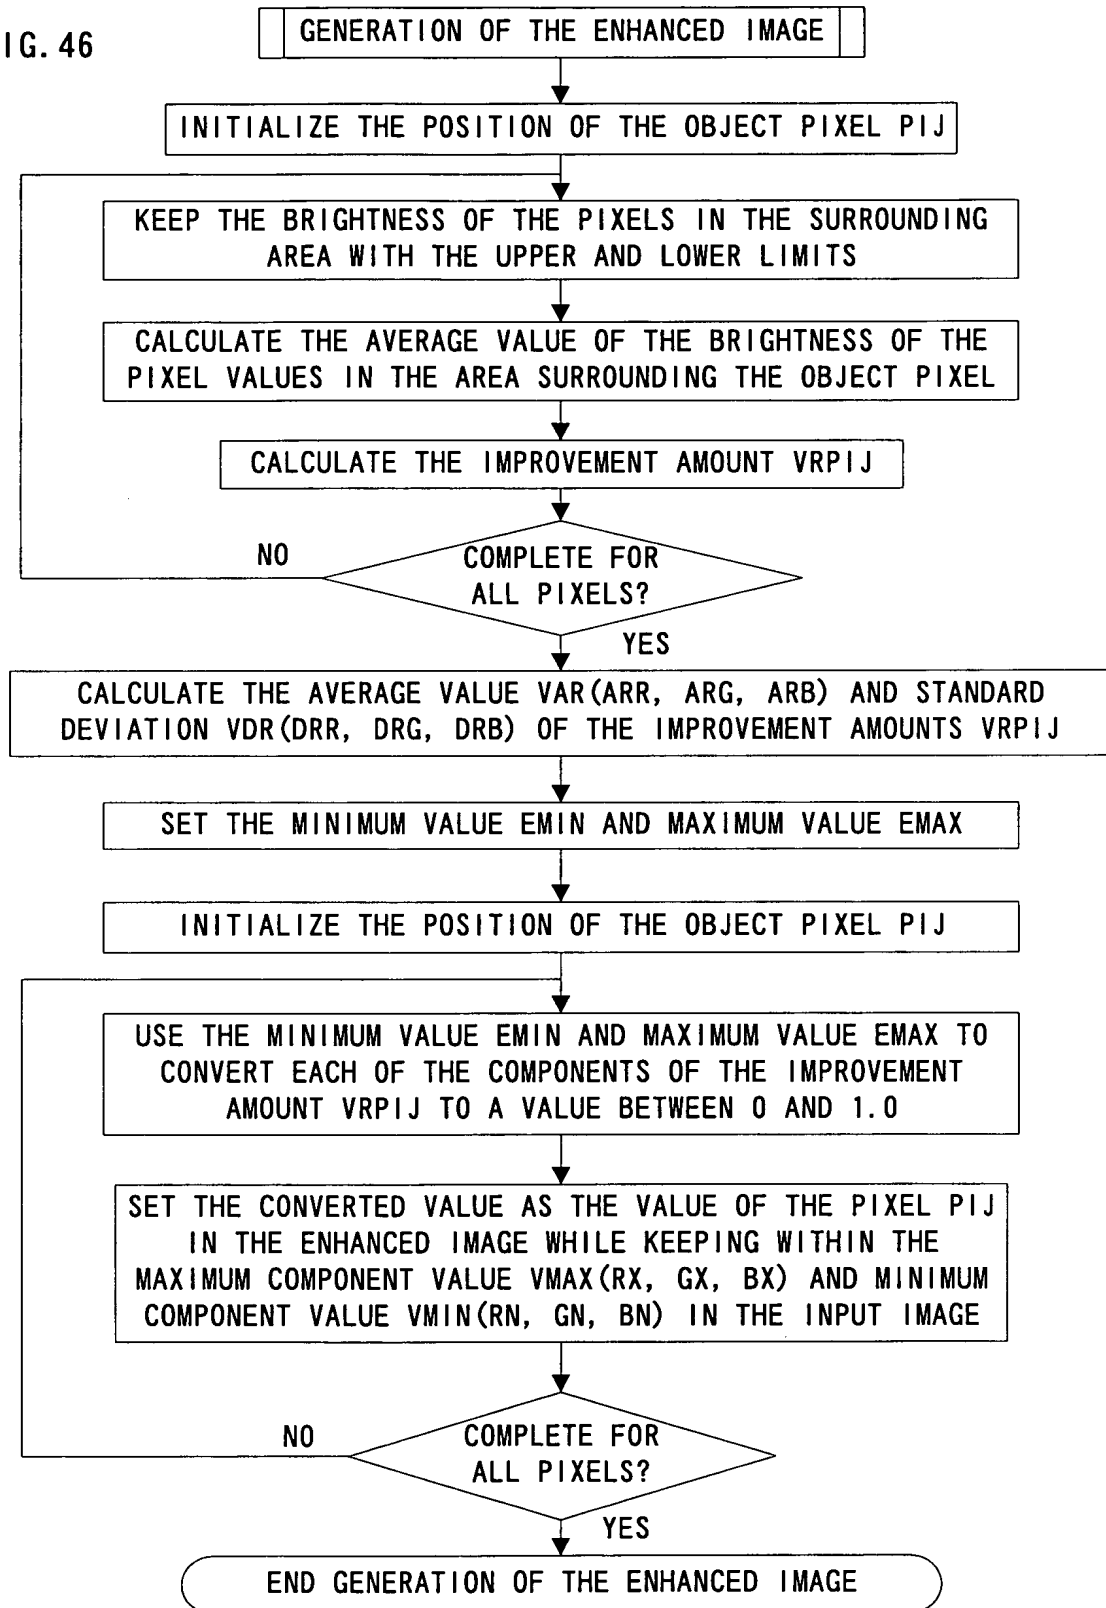 IG. 46
GENERATION OF THE ENHANCED IMAGE
INITIALIZE THE POSITION OF THE OBJECT PIXEL PIJ
KEEP THE BRIGHTNESS OF THE PIXELS IN THE SURROUNDING
AREA WITH THE UPPER AND LOWER LIMITS
CALCULATE THE AVERAGE VALUE OF THE BRIGHTNESS OF THE
PIXEL VALUES IN THE AREA SURROUNDING THE OBJECT PIXEL
CALCULATE THE IMPROVEMENT AMOUNT VRPIJ
NO
COMPLETE FOR
ALL PIXELS?
YES
CALCULATE THE AVERAGE VALUE VAR(ARR, ARG, ARB) AND STANDARD
DEVIATION VDR(DRR, DRG, DRB) OF THE IMPROVEMENT AMOUNTS VRPIJ
SET THE MINIMUM VALUE EMIN AND MAXIMUM VALUE EMAX
INITIALIZE THE POSITION OF THE OBJECT PIXEL PIJ
USE THE MINIMUM VALUE EMIN AND MAXIMUM VALUE EMAX TO
CONVERT EACH OF THE COMPONENTS OF THE IMPROVEMENT
AMOUNT VRPIJ TO A VALUE BETWEEN 0 AND 1.0
SET THE CONVERTED VALUE AS THE VALUE OF THE PIXEL PIJ
IN THE ENHANCED IMAGE WHILE KEEPING WITHIN THE
MAXIMUM COMPONENT VALUE VMAX(RX, GX, BX) AND MINIMUM
COMPONENT VALUE VMIN(RN, GN, BN) IN THE INPUT IMAGE
NO
COMPLETE FOR
ALL PIXELS?
YES
END GENERATION OF THE ENHANCED IMAGE